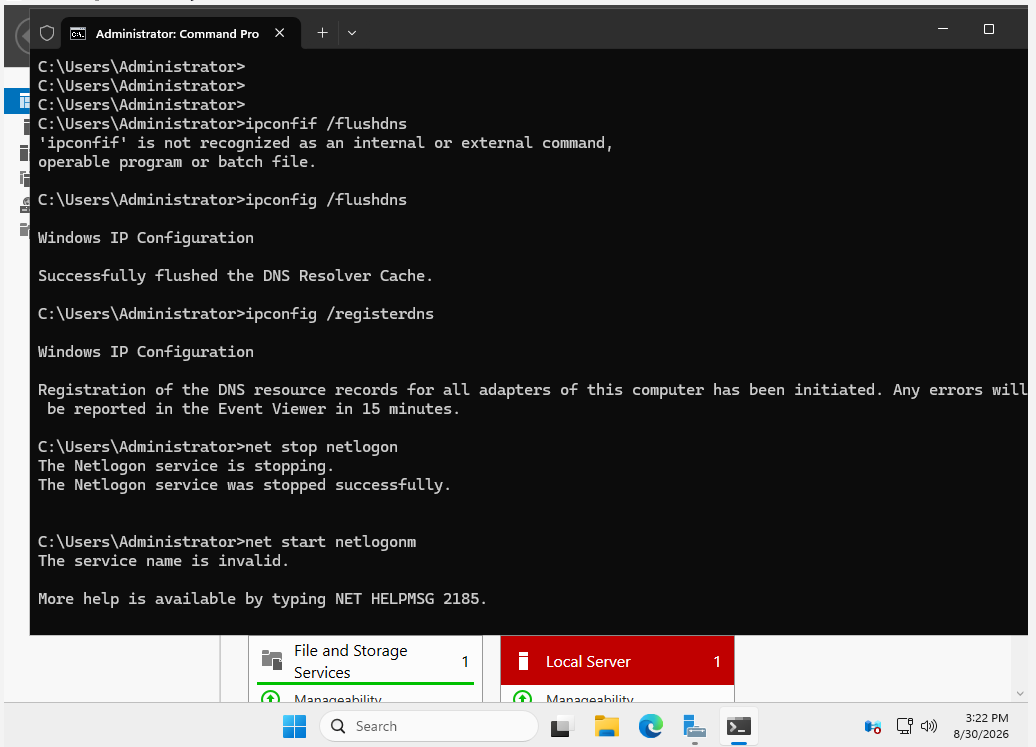 Administrator: Command Pro
C:\Users\Administrator>
C:\Users\Administrator>
C:\Users\Administrator>
C:\Users\Administrator>ipconfif /flushdns
'ipconfif' is not recognized as an internal or external command,
operable program or batch file.
C:\Users\Administrator>ipconfig /flushdns
Windows IP Configuration
Successfully flushed the DNS Resolver Cache.
C:\Users\Administrator>ipconfig /registerdns
Windows IP Configuration
Registration of the DNS resource records for all adapters of this computer has been initiated. Any errors will
be reported in the Event Viewer in 15 minutes.
C:\Users\Administrator>net stop netlogon
The Netlogon service is stopping.
The Netlogon service was stopped successfully.
C:\Users\Administrator>net start netlogonm
The service name is invalid.
More help is available by typing NET HELPMSG 2185.
File and Storage
Services
1
Local Server
1
Manageability
Manageability
Search
3:22 PM
8/30/2026